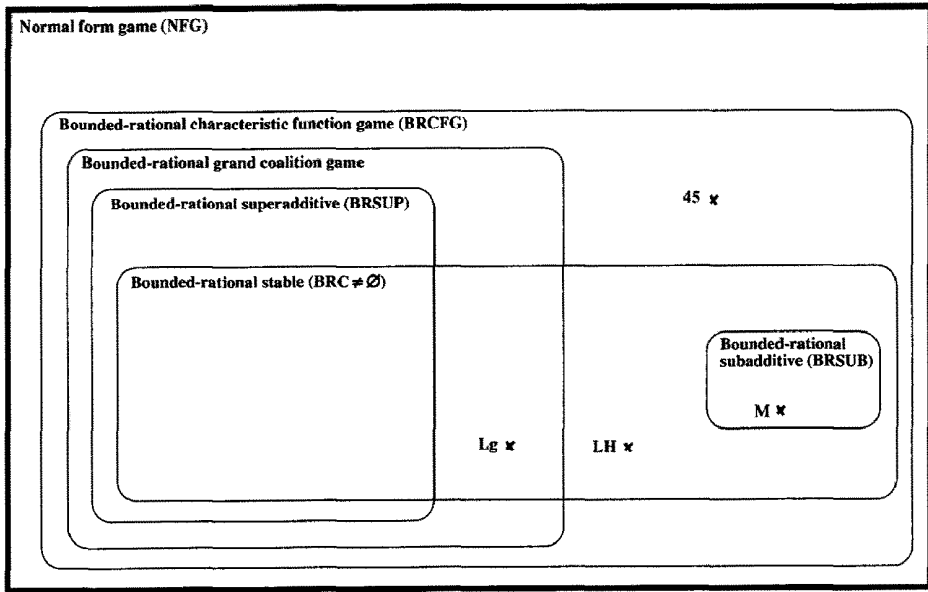 Normal form game (NFG)
Bounded-rational characteristic function game (BRCFG)
Bounded-rational grand coalition game
Bounded-rational superadditive (BRSUP)
45 ×
Bounded-rational stable (BRC ≠ Ø)
Bounded-rational
subadditive (BRSUB)
M ×
Lg ×
LH ×